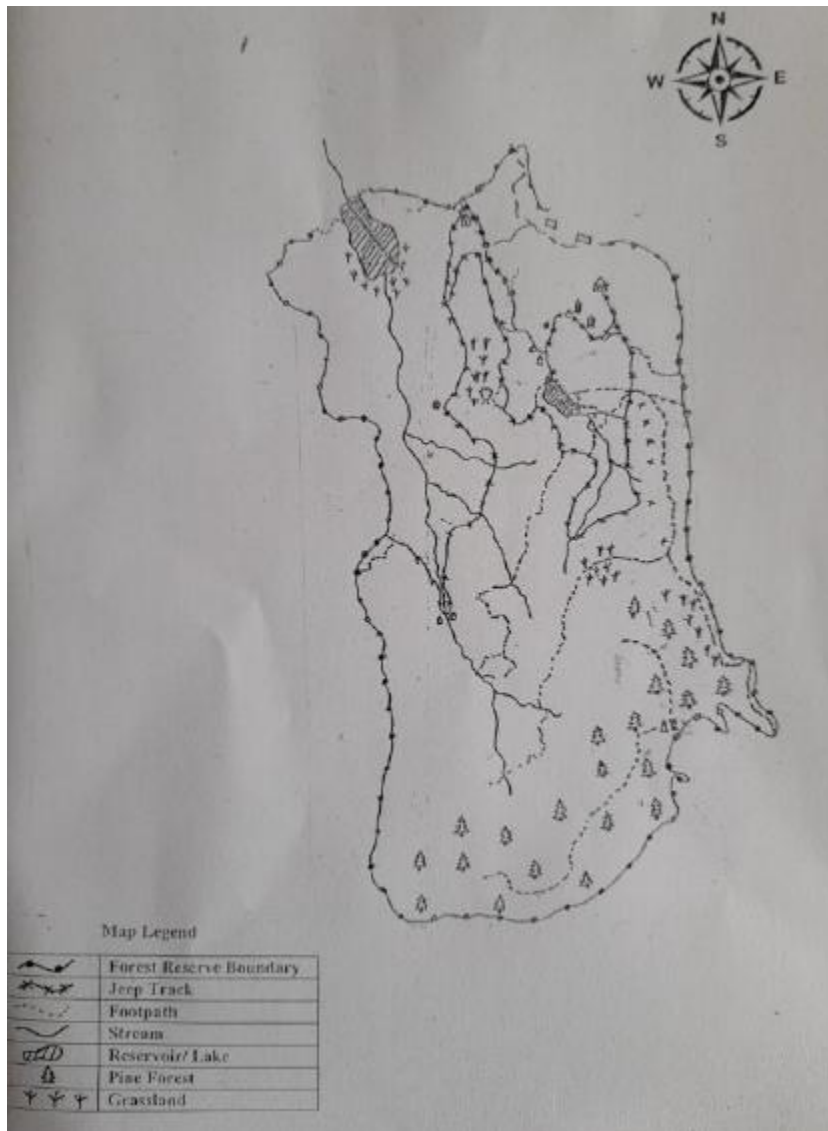 N
W E
S
Map Legend
Forest Reserve Boundary
Jeep Track
Footpath
Stream
Reservoir/ Lake
Pine Forest
Grassland